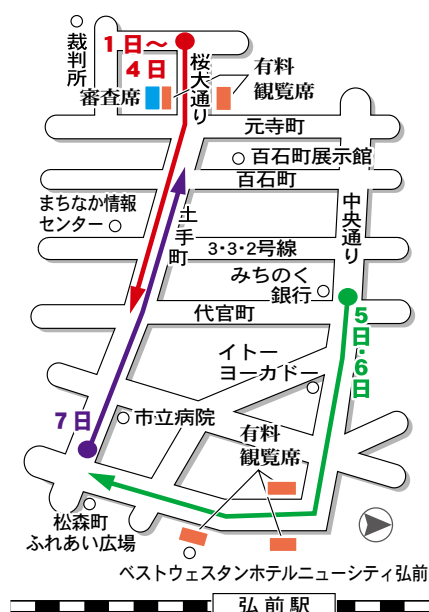 裁判所
1日～
4日
桜大通り
有料
観覧席
審査席
元寺町
百石町展示館
百石町
まちなか情報
センター
土手町
中央通り
3・3・2号線
みちのく
銀行
代官町
5日・6日
イトー
ヨーカドー
7日
市立病院
有料
観覧席
松森町
ふれあい広場
ベストウェスタンホテルニューシティ弘前
弘前駅